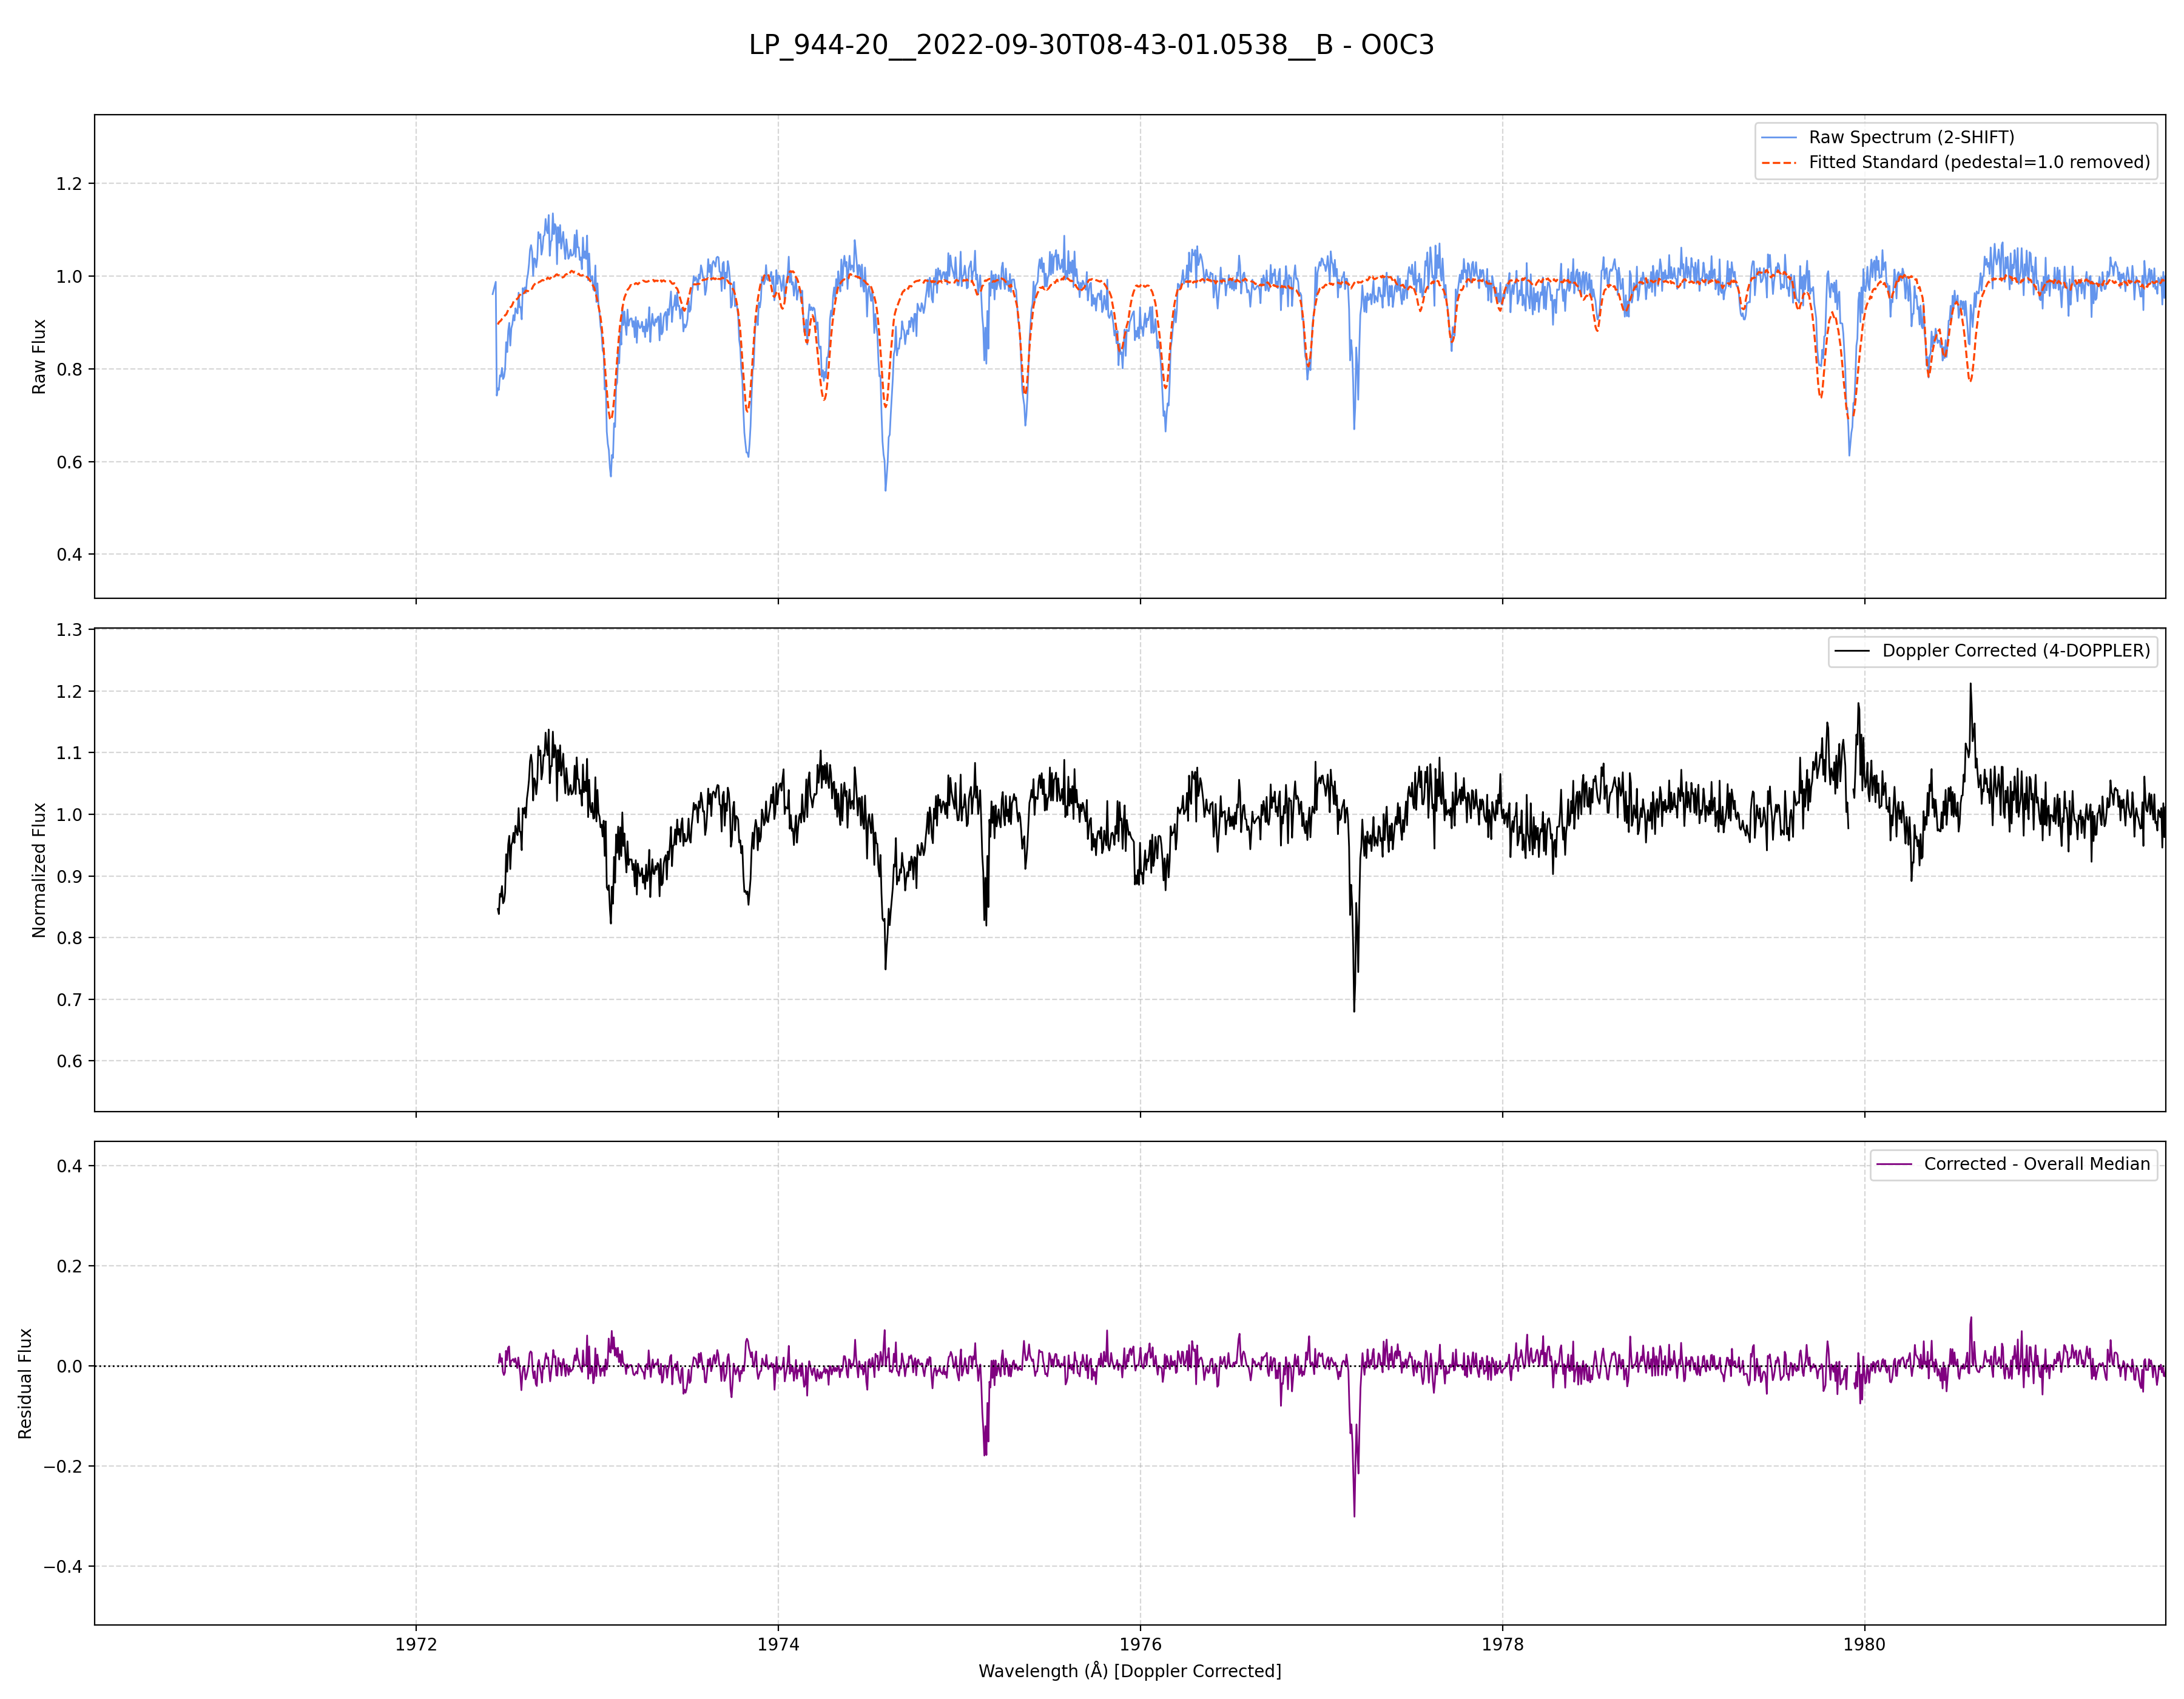 LP_944-20__2022-09-30T08-43-01.0538__B - O0C3
Raw Spectrum (2-SHIFT)
Fitted Standard (pedestal=1.0 removed)
Raw Flux
1.2
1.0
0.8
0.6
0.4
Doppler Corrected (4-DOPPLER)
Normalized Flux
1.3
1.2
1.1
1.0
0.9
0.8
0.7
0.6
Corrected - Overall Median
Residual Flux
0.4
0.2
0.0
−0.2
−0.4
1972
1974
1976
1978
1980
Wavelength (Å) [Doppler Corrected]